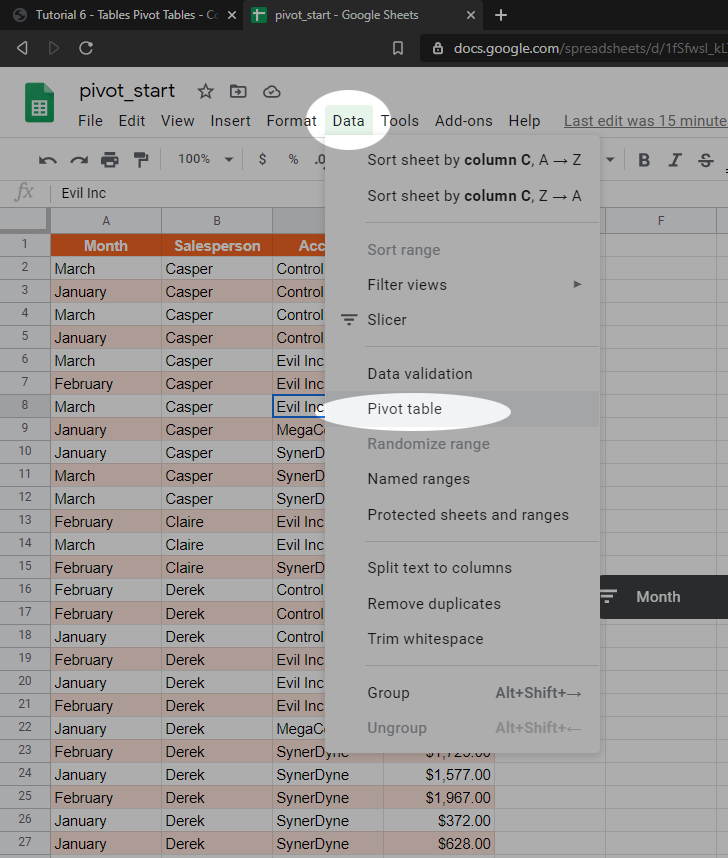 Tutorial 6 - Tables Pivot Tables - Co
pivot_start - Google Sheets
docs.google.com/spreadsheets/d/1fSfwsl_kL
pivot_start
File Edit View Insert Format Data Tools Add-ons Help Last edit was 15 minute
100% $ % .0 B I S
fx Evil Inc
A B F
1 Month Salesperson Acc
2 March Casper Control
3 January Casper Control
4 March Casper Control
5 January Casper Control
6 March Casper Evil Inc
7 February Casper Evil Inc
8 March Casper Evil Inc
9 January Casper MegaC
10 January Casper SynerD
11 March Casper SynerD
12 March Casper SynerD
13 February Claire Evil Inc
14 March Claire Evil Inc
15 February Claire SynerD
16 February Derek Control
17 February Derek Control
18 January Derek Control
19 February Derek Evil Inc
20 January Derek Evil Inc
21 February Derek Evil Inc
22 January Derek MegaC
23 February Derek SynerDyne $1,725.00
24 January Derek SynerDyne $1,577.00
25 February Derek SynerDyne $1,967.00
26 January Derek SynerDyne $372.00
27 January Derek SynerDyne $628.00
Sort sheet by column C, A → Z
Sort sheet by column C, Z → A
Sort range
Filter views
Slicer
Data validation
Pivot table
Randomize range
Named ranges
Protected sheets and ranges
Split text to columns
Remove duplicates
Trim whitespace
Group Alt+Shift+→
Ungroup Alt+Shift+←
Month